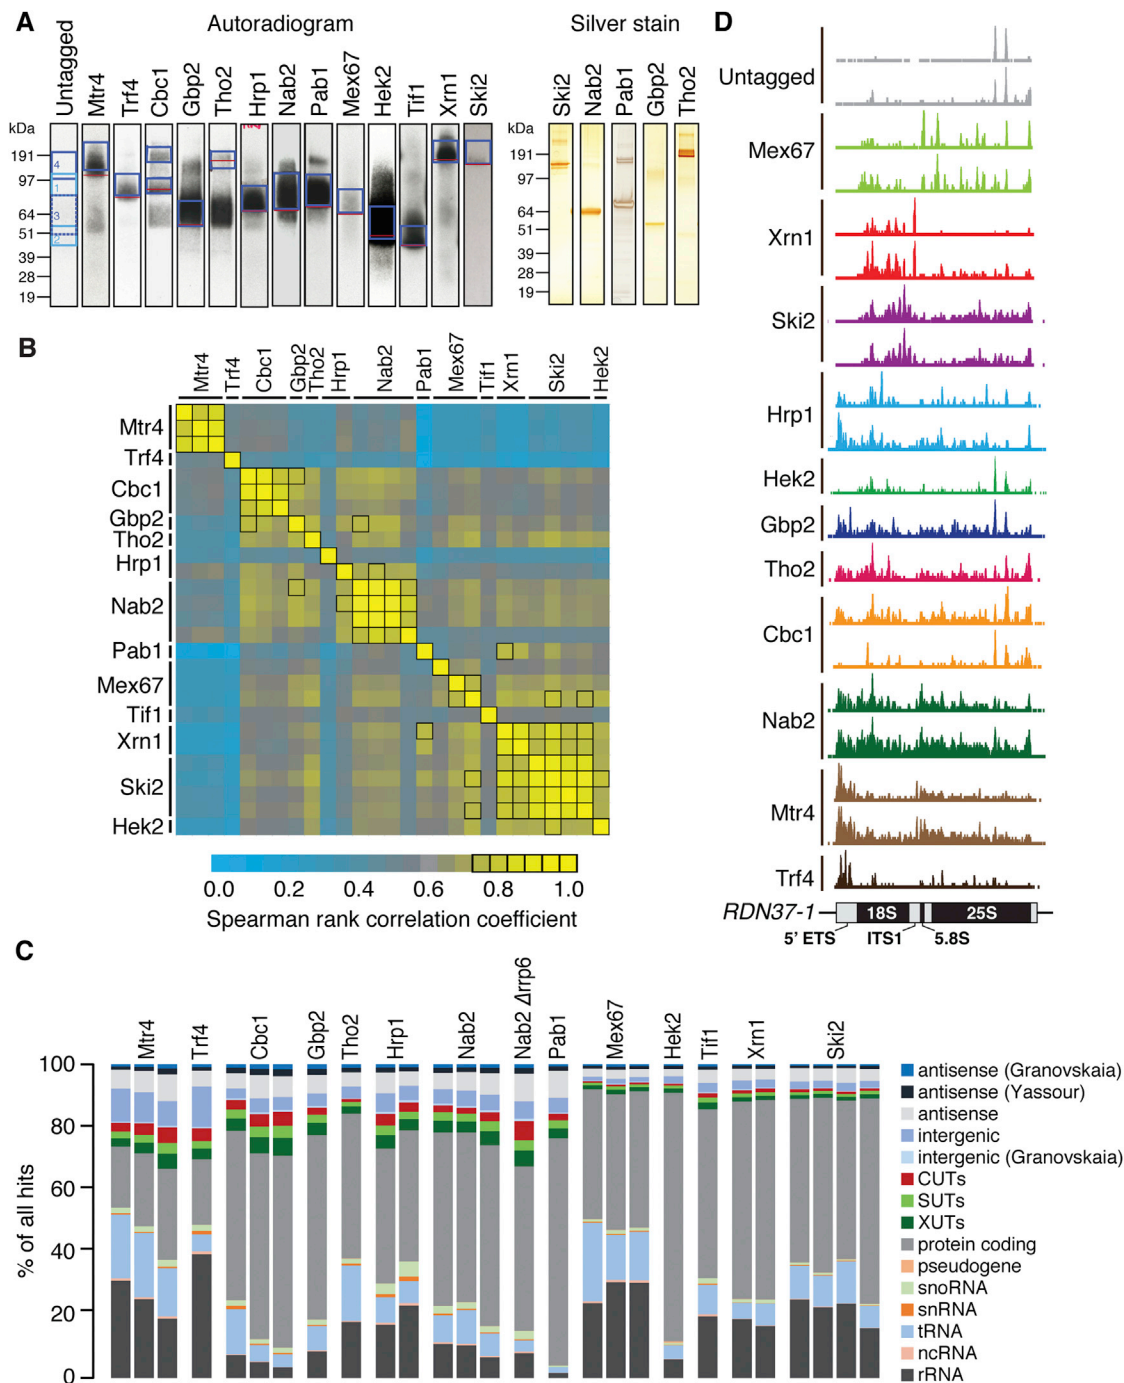 A
Autoradiogram
Silver stain
Untagged
Mtr4
Trf4
Cbc1
Gbp2
Tho2
Hrp1
Nab2
Pab1
Mex67
Hek2
Tif1
Xrn1
Ski2
Ski2
Nab2
Pab1
Gbp2
Tho2
kDa
191
97
64
51
39
28
19
4
1
3
2
kDa
191
97
64
51
39
28
19
B
Mtr4
Trf4
Cbc1
Gbp2
Tho2
Hrp1
Nab2
Pab1
Mex67
Tif1
Xrn1
Ski2
Hek2
Mtr4
Trf4
Cbc1
Gbp2
Tho2
Hrp1
Nab2
Pab1
Mex67
Tif1
Xrn1
Ski2
Hek2
0.0 0.2 0.4 0.6 0.8 1.0
Spearman rank correlation coefficient
D
Untagged
Mex67
Xrn1
Ski2
Hrp1
Hek2
Gbp2
Tho2
Cbc1
Nab2
Mtr4
Trf4
RDN37-1
18S
25S
5' ETS
ITS1
5.8S
C
Mtr4
Trf4
Cbc1
Gbp2
Tho2
Hrp1
Nab2
Nab2 Δrrp6
Pab1
Mex67
Hek2
Tif1
Xrn1
Ski2
% of all hits
100
80
60
40
20
0
antisense (Granovskaia)
antisense (Yassour)
antisense
intergenic
intergenic (Granovskaia)
CUTs
SUTs
XUTs
protein coding
pseudogene
snoRNA
snRNA
tRNA
ncRNA
rRNA